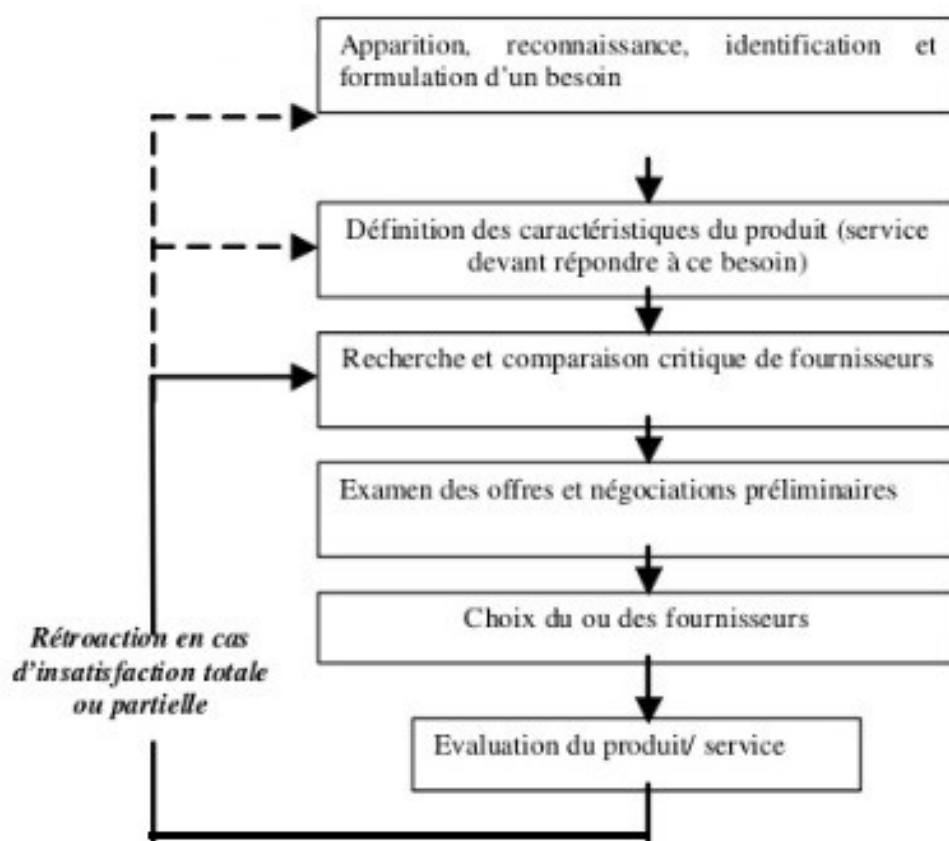 Apparition, reconnaissance, identification et
formulation d'un besoin
Définition des caractéristiques du produit (service
devant répondre à ce besoin)
Recherche et comparaison critique de fournisseurs
Examen des offres et négociations préliminaires
Choix du ou des fournisseurs
Rétroaction en cas
d'insatisfaction totale
ou partielle
Evaluation du produit/ service